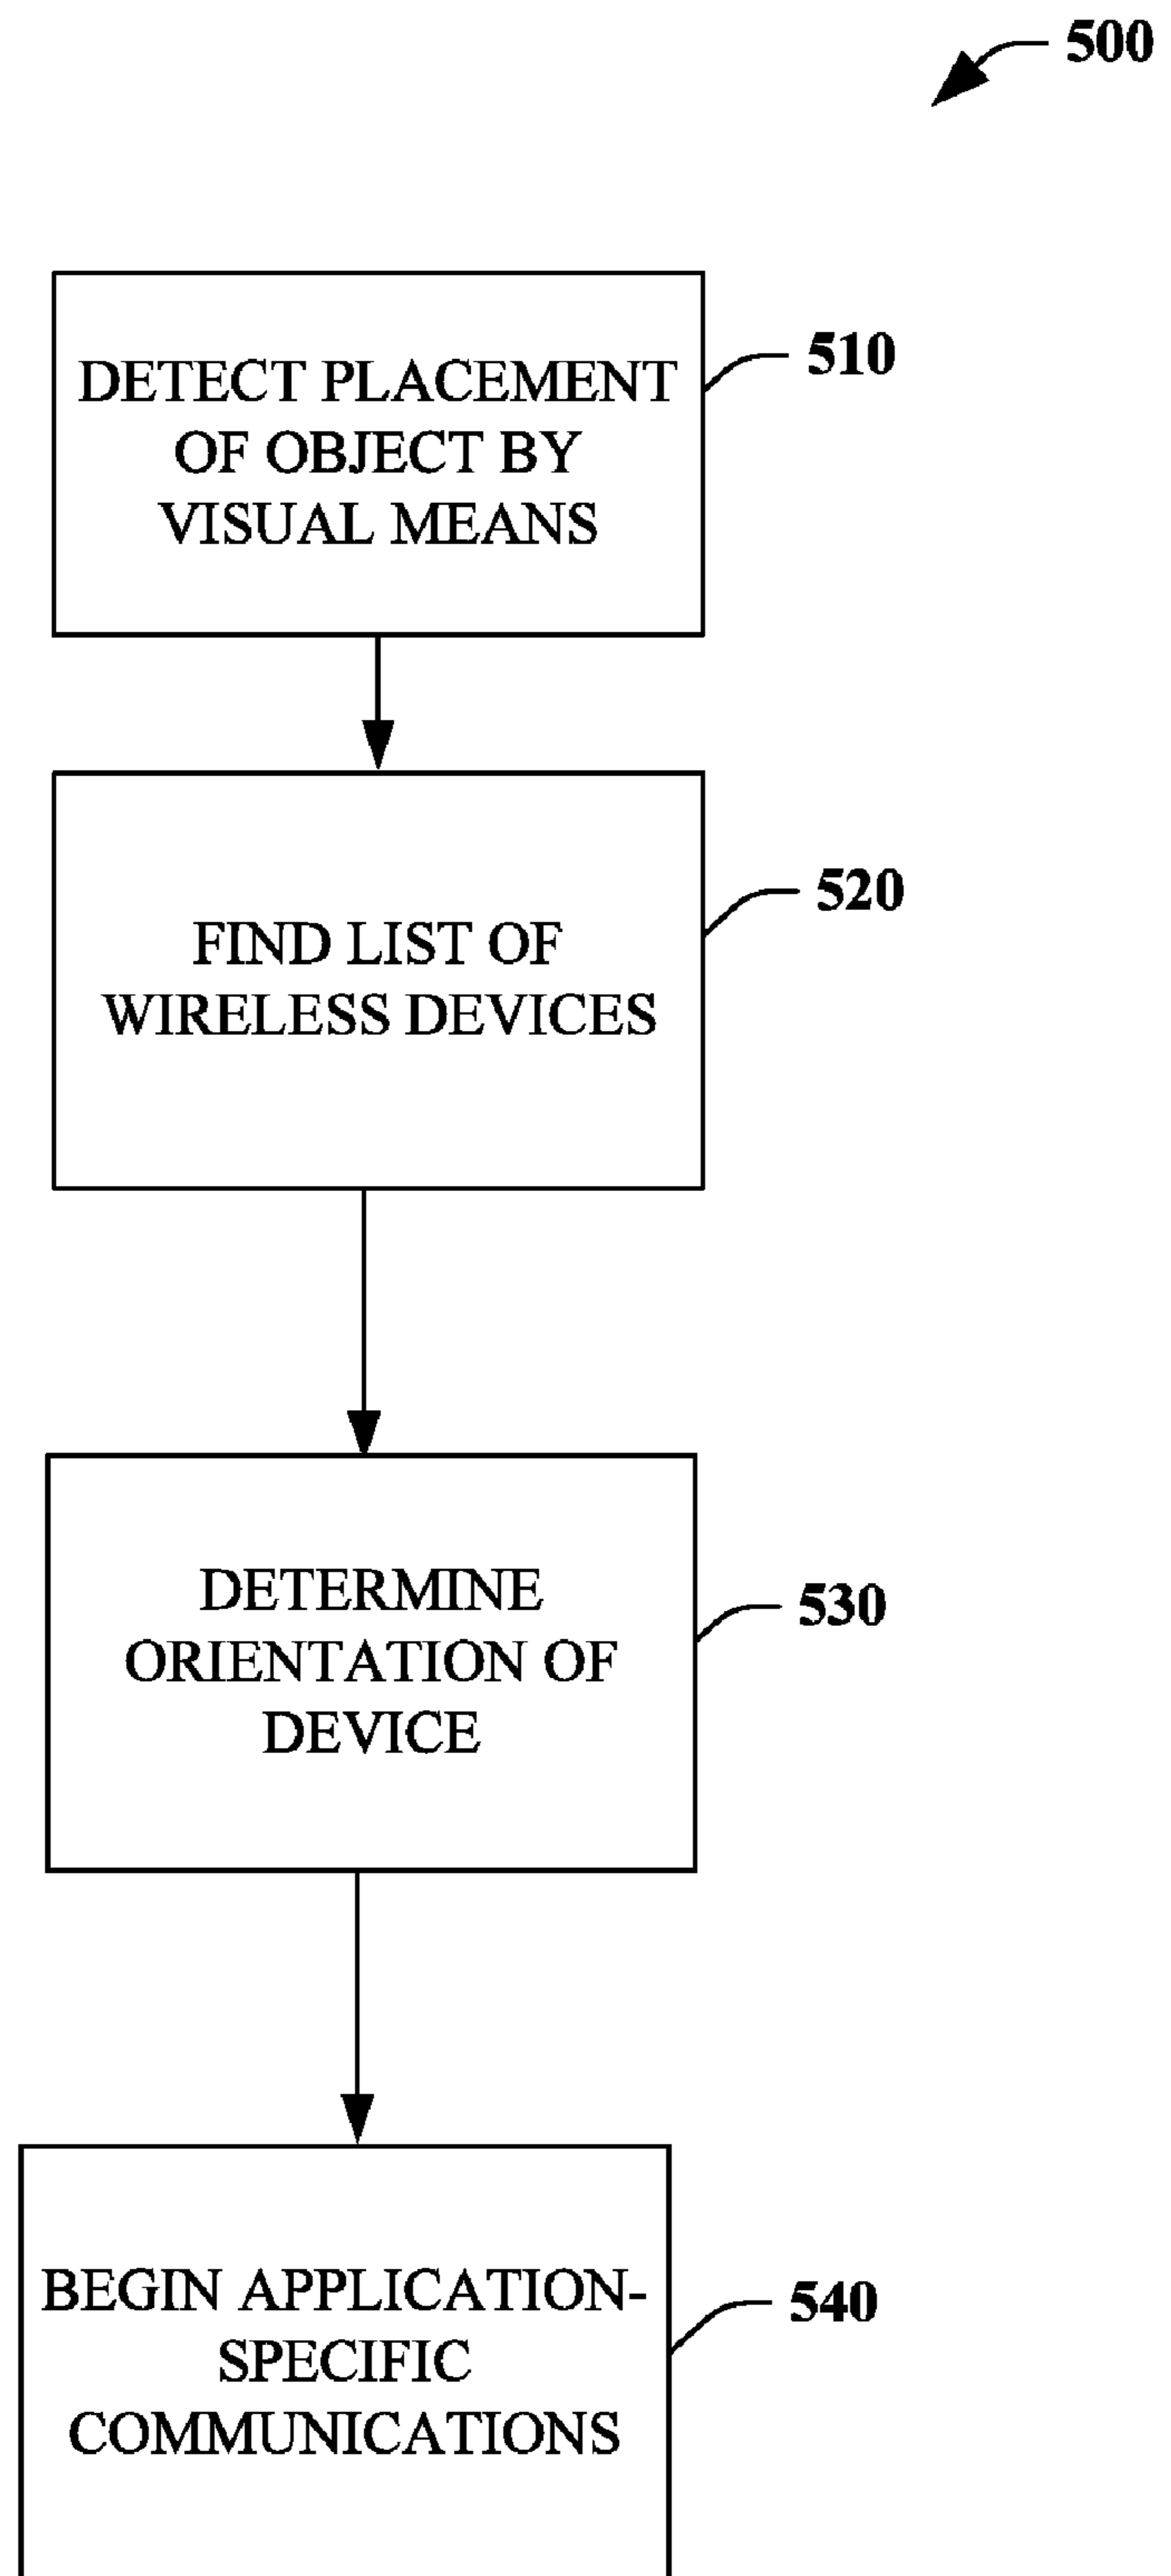 500
DETECT PLACEMENT
OF OBJECT BY
VISUAL MEANS
510
FIND LIST OF
WIRELESS DEVICES
520
DETERMINE
ORIENTATION OF
DEVICE
530
BEGIN APPLICATION-
SPECIFIC
COMMUNICATIONS
540